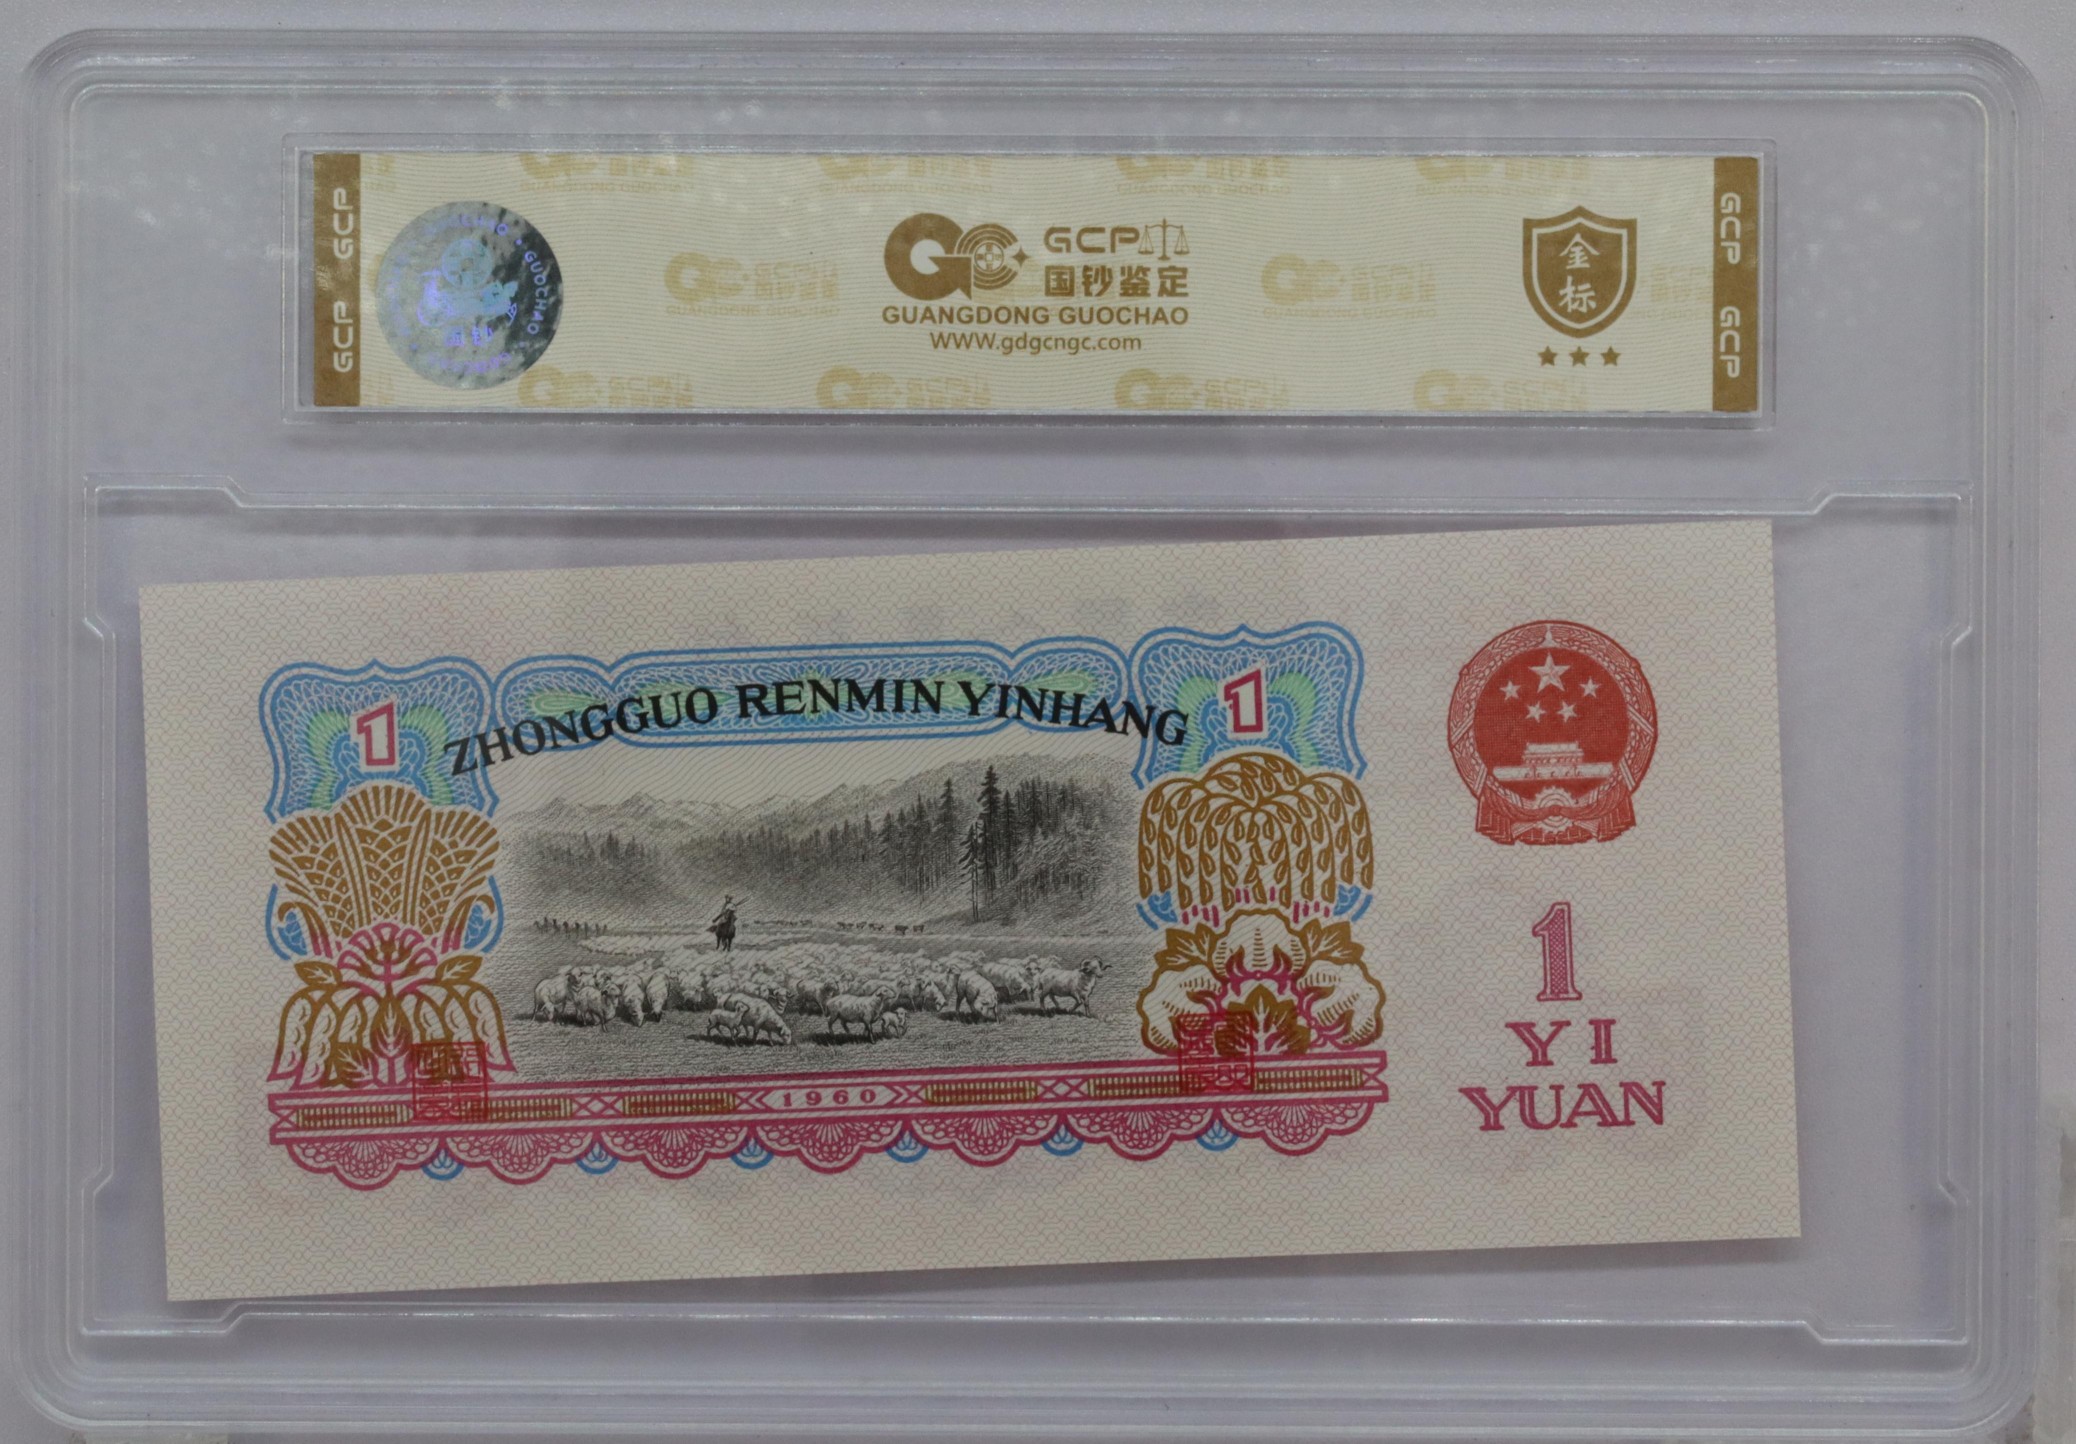 GCP GCP
GUOCHAO
GCP
国钞鉴定
GUANGDONG GUOCHAO
www.gdgcngc.com
金标
GCP GCP
ZHONGGUO RENMIN YINHANG
1
1
1960
1
YI
YUAN